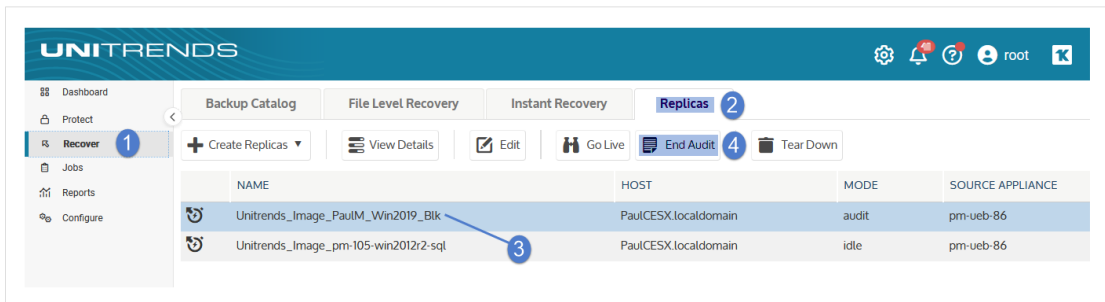 UNITRENDS
root
Dashboard
Protect
Recover 1
Jobs
Reports
Configure
Backup Catalog File Level Recovery Instant Recovery Replicas 2
Create Replicas View Details Edit Go Live End Audit 4 Tear Down
NAME HOST MODE SOURCE APPLIANCE
Unitrends_Image_PaulM_Win2019_Blk PaulCESX.localdomain audit pm-ueb-86
Unitrends_Image_pm-105-win2012r2-sql PaulCESX.localdomain idle pm-ueb-86
3